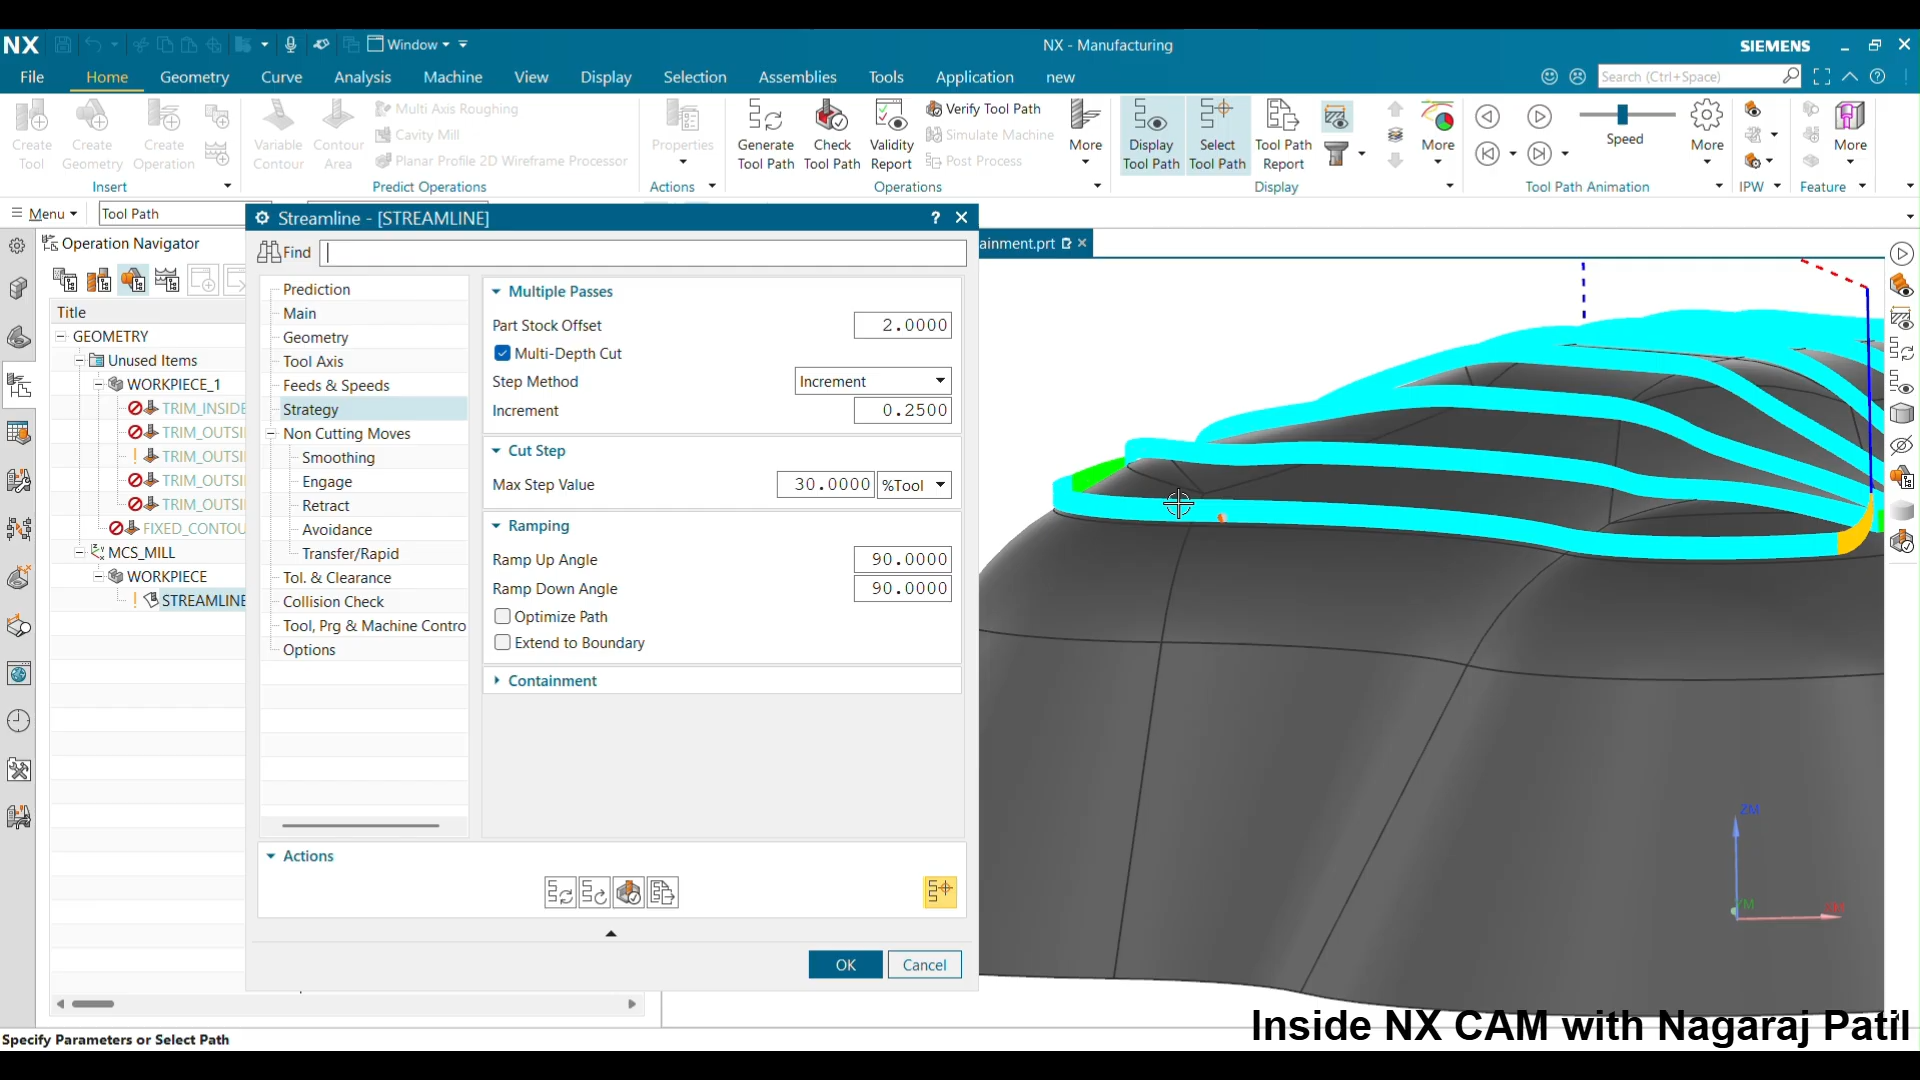 NX
Window
NX - Manufacturing
SIEMENS
File Home Geometry Curve Analysis Machine View Display Selection Assemblies Tools Application new
Search (Ctrl+Space)
Create Tool
Create Geometry
Create Operation
Insert
Variable Contour
Contour Area
Multi Axis Roughing
Cavity Mill
Planar Profile 2D Wireframe Processor
Predict Operations
Properties
Actions
Generate Tool Path
Check Tool Path
Validity Report
Verify Tool Path
Simulate Machine
Post Process
More
Operations
Display Tool Path
Select Tool Path
Tool Path Report
More
Display
Speed
More
Tool Path Animation
IPW
More
Feature
Menu
Tool Path
Streamline - [STREAMLINE]
?
ainment.prt
Operation Navigator
Title
GEOMETRY
Unused Items
WORKPIECE_1
TRIM_INSIDE
TRIM_OUTSI
TRIM_OUTSI
TRIM_OUTSI
TRIM_OUTSI
FIXED_CONTOU
MCS_MILL
WORKPIECE
STREAMLINE
Find
Prediction
Main
Geometry
Tool Axis
Feeds & Speeds
Strategy
Non Cutting Moves
Smoothing
Engage
Retract
Avoidance
Transfer/Rapid
Tol. & Clearance
Collision Check
Tool, Prg & Machine Contro
Options
Multiple Passes
Part Stock Offset 2.0000
Multi-Depth Cut
Step Method Increment
Increment 0.2500
Cut Step
Max Step Value 30.0000 %Tool
Ramping
Ramp Up Angle 90.0000
Ramp Down Angle 90.0000
Optimize Path
Extend to Boundary
Containment
Actions
OK Cancel
ZM
YM
Inside NX CAM with Nagaraj Patil
Specify Parameters or Select Path